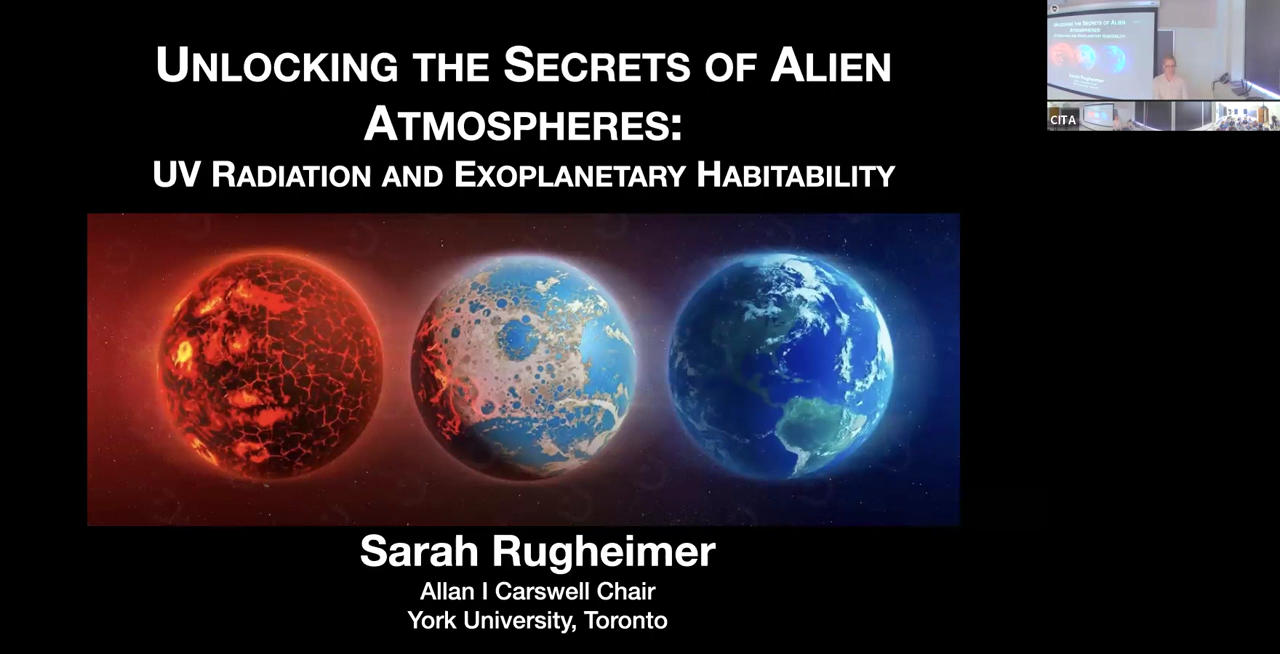 UNLOCKING THE SECRETS OF ALIEN
ATMOSPHERES:
UV RADIATION AND EXOPLANETARY HABITABILITY
Sarah Rugheimer
Allan I Carswell Chair
York University, Toronto
CITA